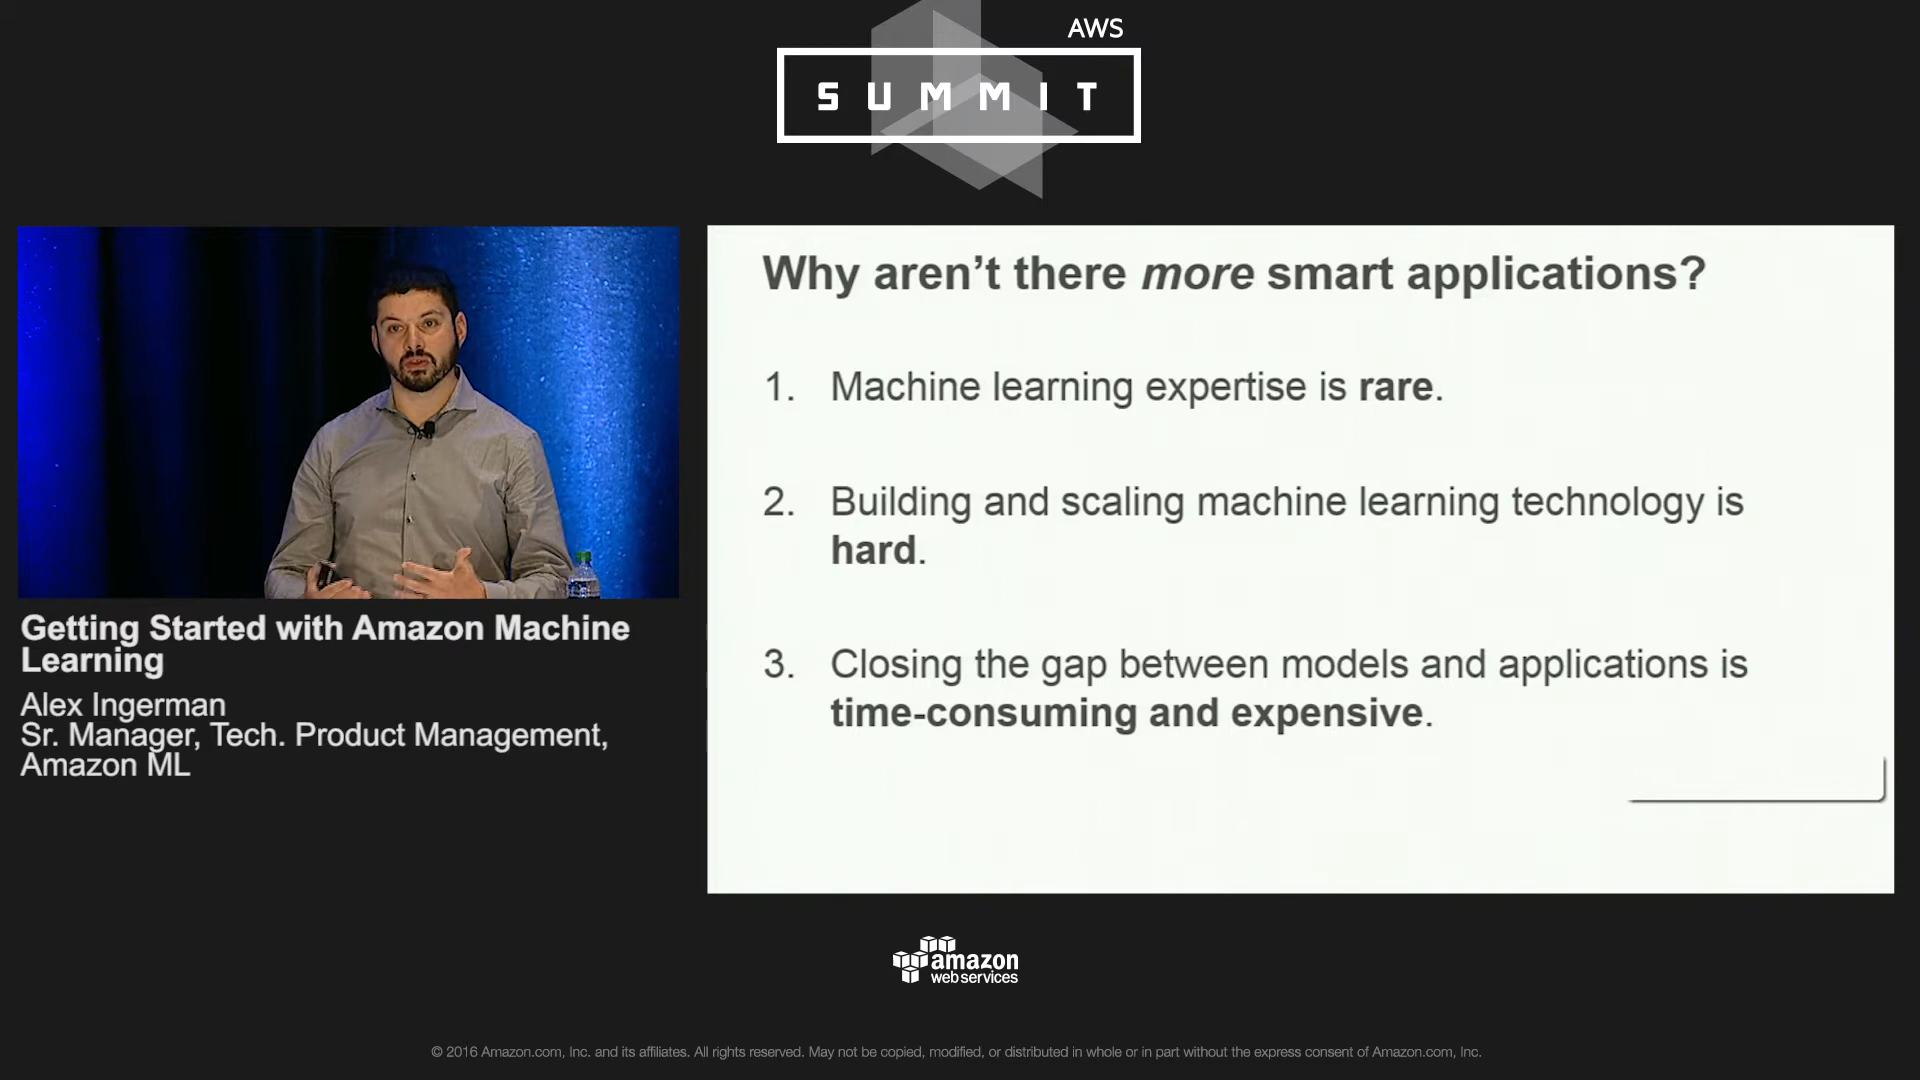 AWS
SUMMIT
Why aren't there more smart applications?
1. Machine learning expertise is rare.
2. Building and scaling machine learning technology is
hard.
3. Closing the gap between models and applications is
time-consuming and expensive.
Getting Started with Amazon Machine
Learning
Alex Ingerman
Sr. Manager, Tech. Product Management,
Amazon ML
amazon
webservices
© 2016 Amazon.com, Inc. and its affiliates. All rights reserved. May not be copied, modified, or distributed in whole or in part without the express consent of Amazon.com, Inc.